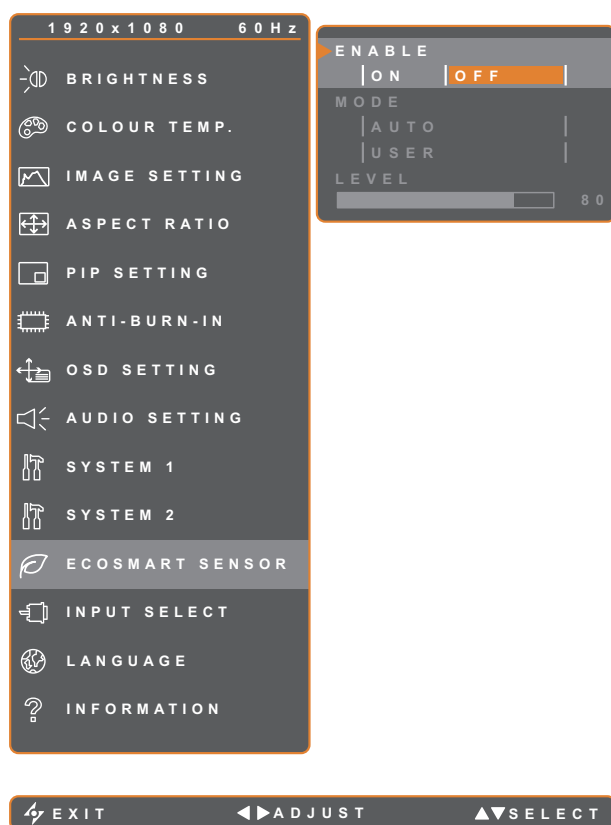 1920x1080 60Hz
BRIGHTNESS
COLOUR TEMP.
IMAGE SETTING
ASPECT RATIO
PIP SETTING
ANTI-BURN-IN
OSD SETTING
AUDIO SETTING
SYSTEM 1
SYSTEM 2
ECOSMART SENSOR
INPUT SELECT
LANGUAGE
INFORMATION
ENABLE
ON OFF
MODE
AUTO
USER
LEVEL
80
EXIT ADJUST SELECT